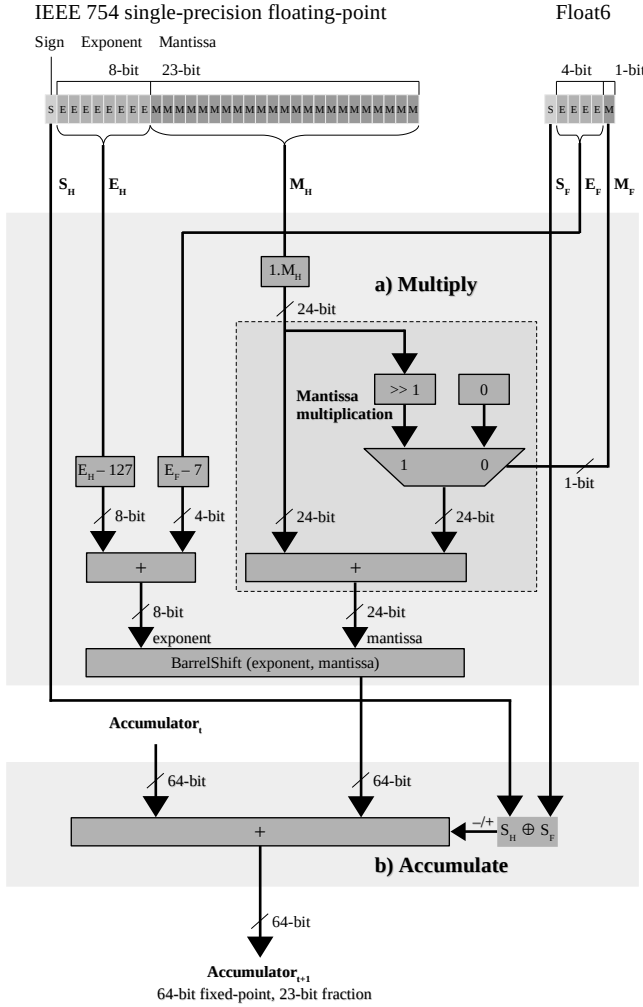 IEEE 754 single-precision floating-point
Float6
Sign Exponent Mantissa
8-bit 23-bit
4-bit 1-bit
S E E E E E E E E M M M M M M M M M M M M M M M M M M M M M M M
S E E E E M
S_H E_H M_H
S_F E_F M_F
1.M_H
a) Multiply
24-bit
>> 1
0
Mantissa
multiplication
1 0
E_H – 127
E_F – 7
1-bit
8-bit
4-bit
24-bit
24-bit
+
+
8-bit
24-bit
exponent
mantissa
BarrelShift (exponent, mantissa)
Accumulator_t
64-bit
64-bit
+
–/+
S_H ⊕ S_F
b) Accumulate
64-bit
Accumulator_t+1
64-bit fixed-point, 23-bit fraction